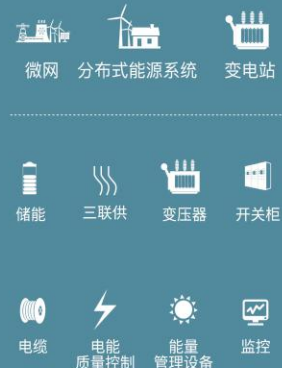 微网 分布式能源系统 变电站
储能 三联供 变压器 开关柜
电缆 电能 能量 监控
质量控制 管理设备